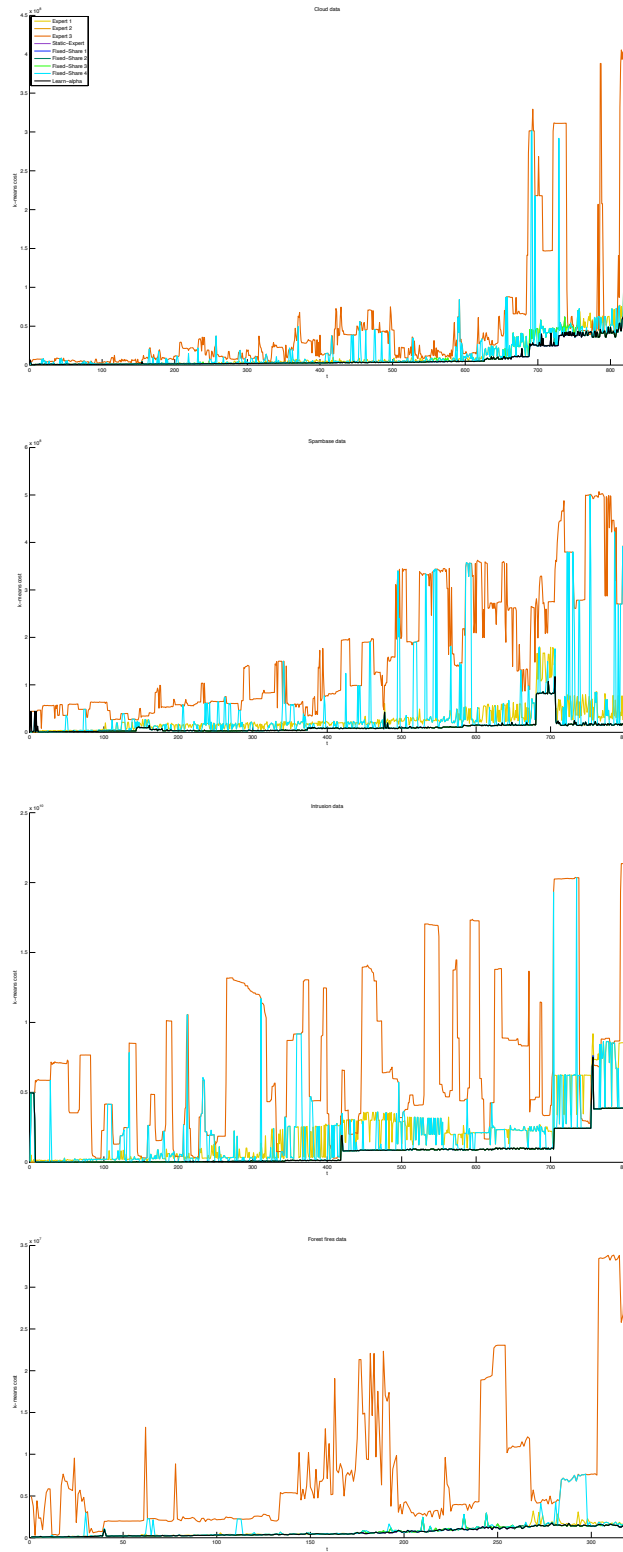 Cloud data
x 10
4.5
Expert 1
Expert 2
Expert 3
Static-Expert
Fixed-Share 1
Fixed-Share 2
Fixed-Share 3
Fixed-Share 4
Learn-alpha
4
3.5
3
2.5
k-means cost
2
1.5
1
0.5
0
0 100 200 300 400 500 600 700 800
t
Spambase data
x 10
6
5
4
3
k-means cost
2
1
0
0 100 200 300 400 500 600 700 800
t
Intrusion data
x 10
2.5
2
1.5
k-means cost
1
0.5
0
0 100 200 300 400 500 600 700 800
t
Forest fires data
x 10
3.5
3
2.5
2
k-means cost
1.5
1
0.5
0
0 50 100 150 200 250 300
t